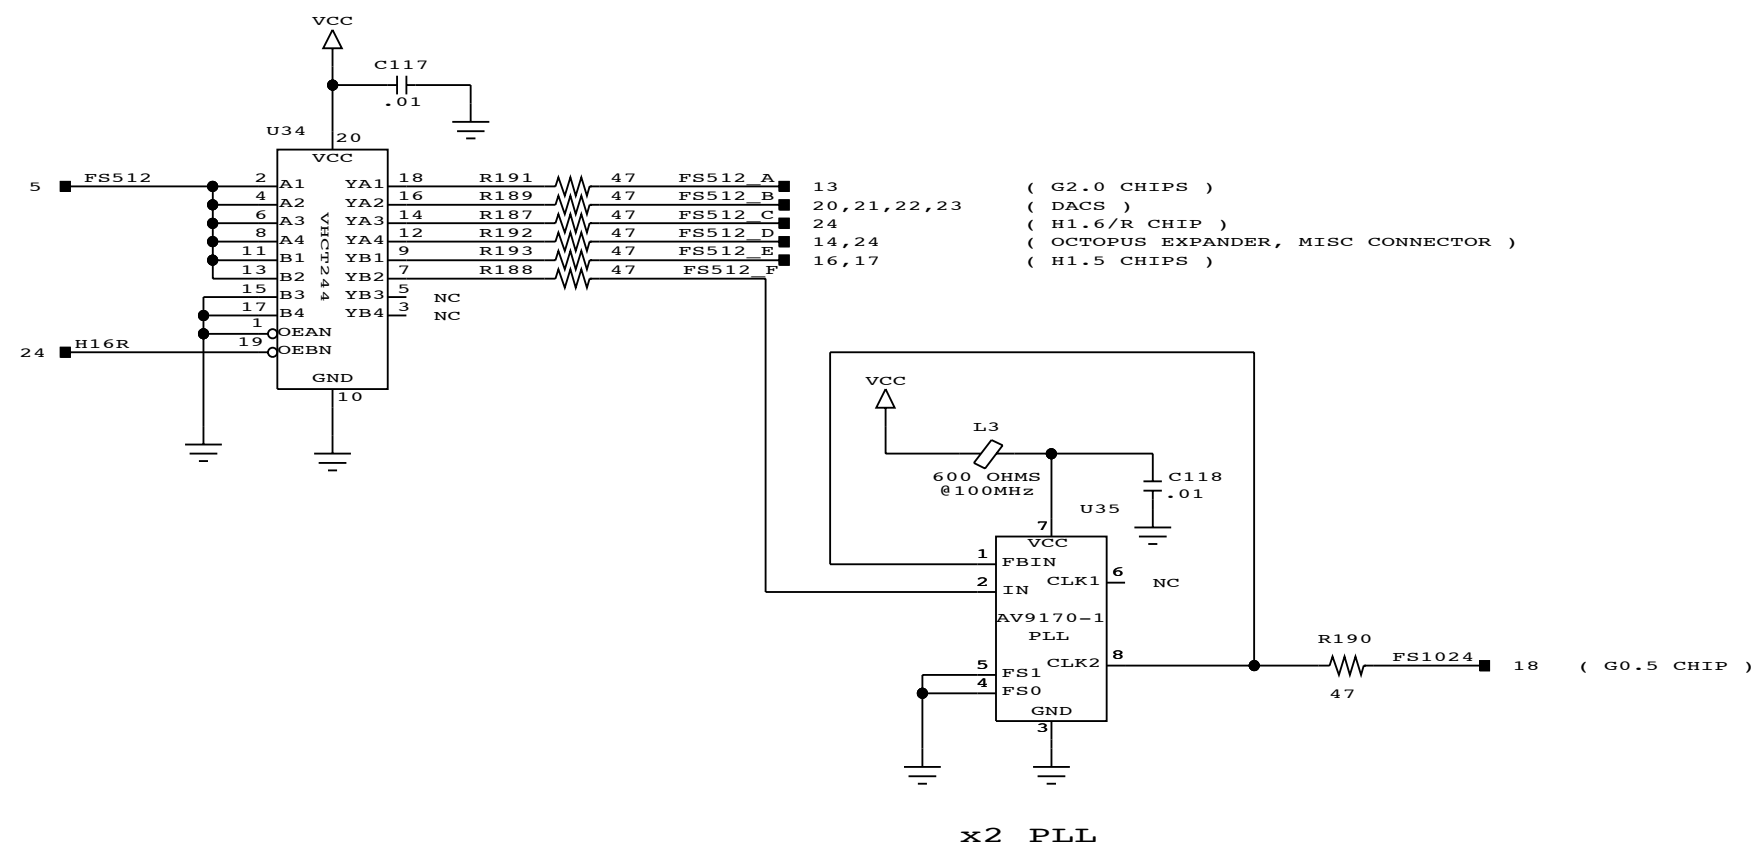 VCC
C117
.01
U34
20
VCC
5 FS512 2 A1 YA1 18 R191 47 FS512_A 13 ( G2.0 CHIPS )
4 A2 YA2 16 R189 47 FS512_B 20,21,22,23 ( DACS )
6 A3 YA3 14 R187 47 FS512_C 24 ( H1.6/R CHIP )
8 A4 YA4 12 R192 47 FS512_D 14,24 ( OCTOPUS EXPANDER, MISC CONNECTOR )
11 B1 YB1 9 R193 47 FS512_E 16,17 ( H1.5 CHIPS )
13 B2 YB2 7 R188 47 FS512_F
VHCT244
15 B3 YB3 5 NC
17 B4 YB4 3 NC
1 OEAN
24 H16R 19 OEBN
GND
10
VCC
L3
600 OHMS
@100MHz
C118
.01
U35
7
VCC
1 FBIN
CLK1 6 NC
2 IN
AV9170-1
PLL
CLK2 8
R190
47
FS1024 18 ( G0.5 CHIP )
5 FS1
4 FS0
GND
3
x2 PLL